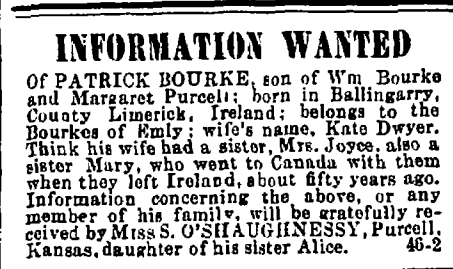 INFORMATION WANTED
Of PATRICK BOURKE, son of Wm Bourke
and Margaret Purcell; born in Ballingarry,
County Limerick, Ireland; belongs to the
Bourkes of Emly; wife's name, Kate Dwyer.
Think his wife had a sister, Mrs. Joyce, also a
sister Mary, who went to Canada with them
when they left Ireland, about fifty years ago.
Information concerning the above, or any
member of his family, will be gratefully re-
ceived by Miss S. O'SHAUGHNESSY, Purcell,
Kansas, daughter of his sister Alice. 46-2